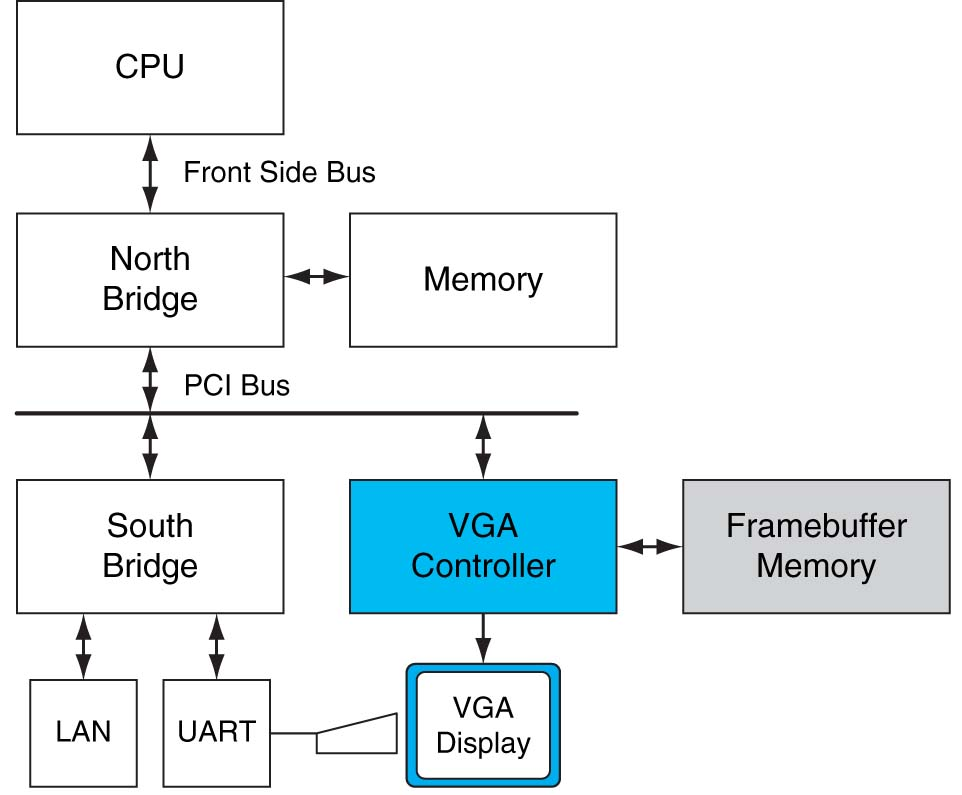 CPU
Front Side Bus
North
Bridge
Memory
PCI Bus
South
Bridge
VGA
Controller
Framebuffer
Memory
LAN
UART
VGA
Display